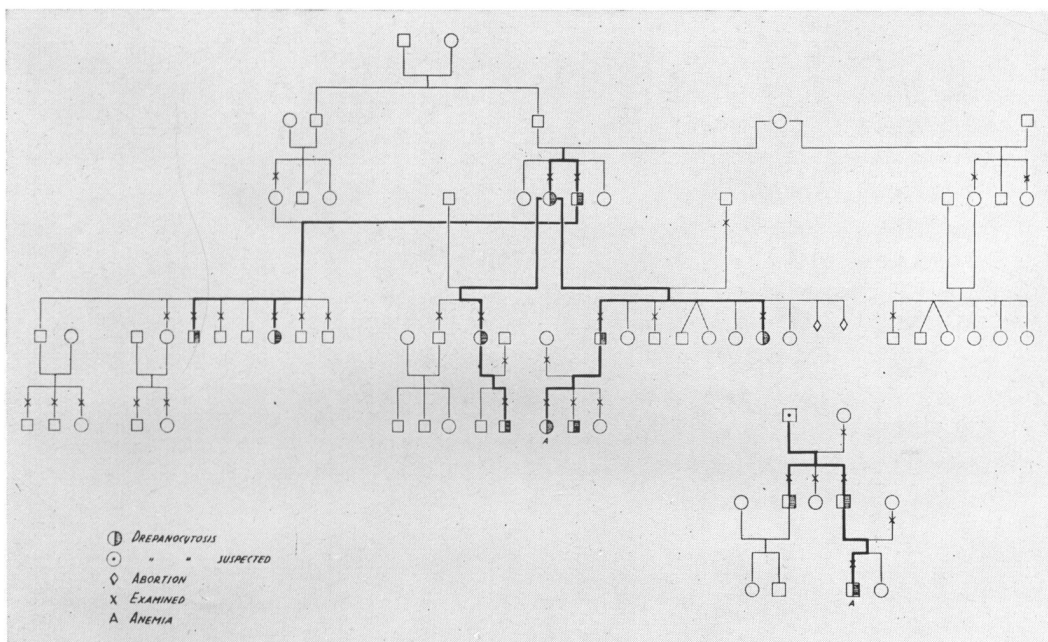 A
A
DREPANOCYTOSIS
" " SUSPECTED
ABORTION
X EXAMINED
A ANEMIA